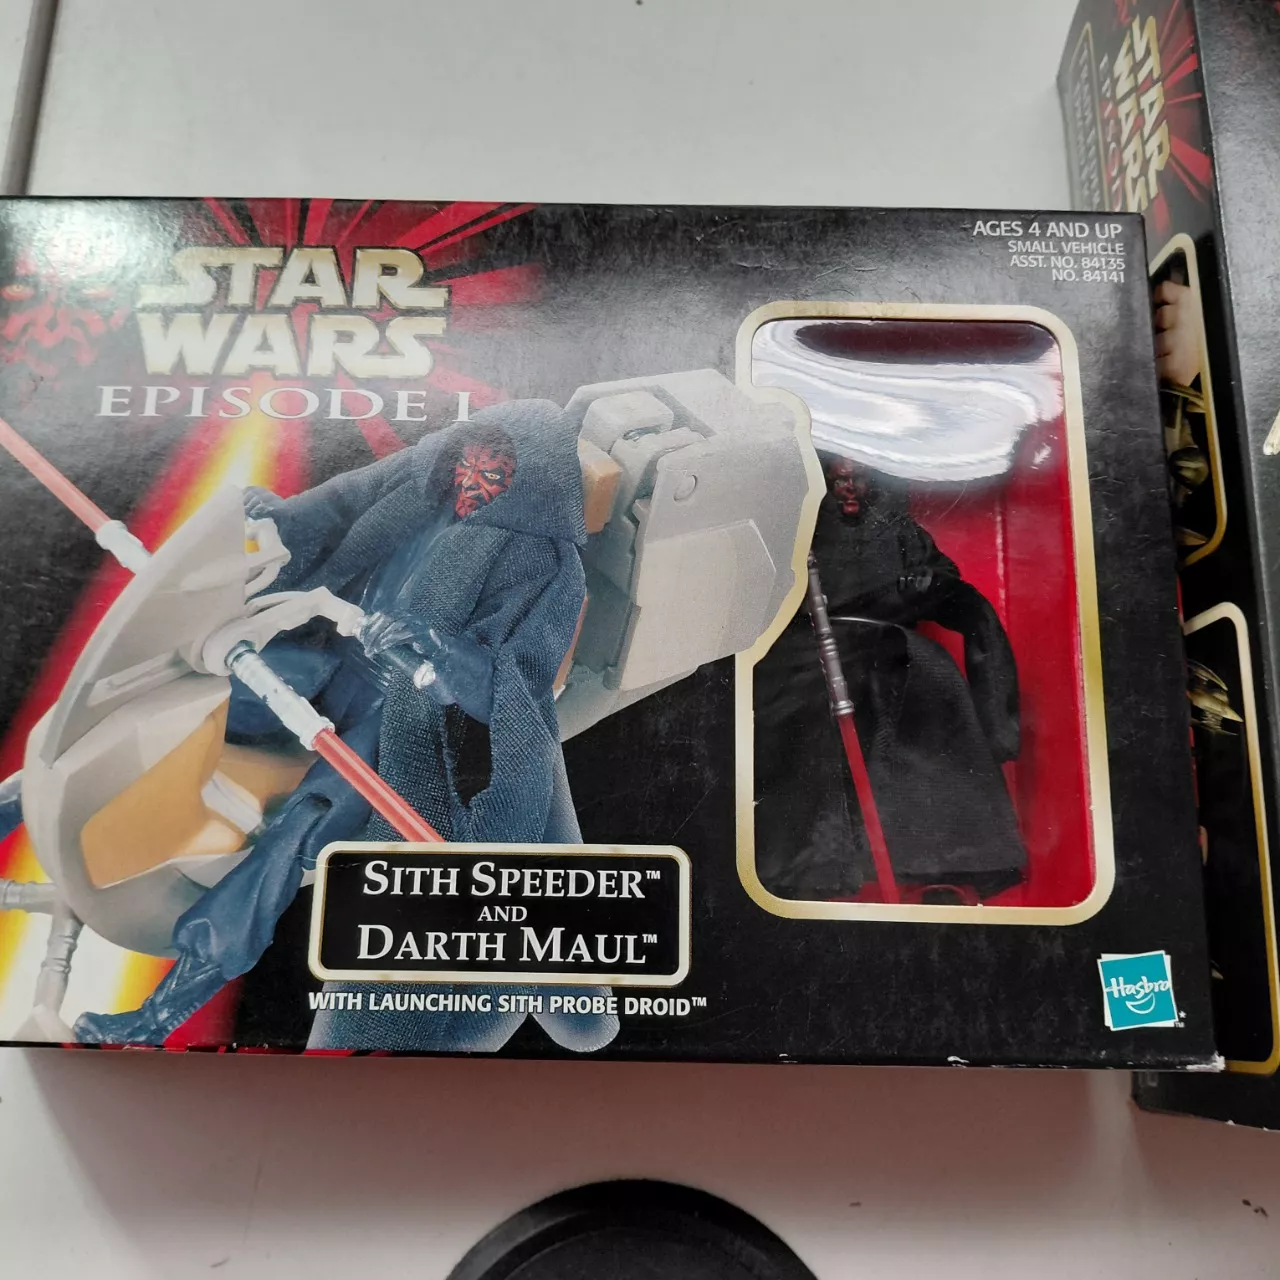 STAR
WARS
EPISODE I
AGES 4 AND UP
SMALL VEHICLE
ASST. NO. 84135
NO. 84141
SITH SPEEDER™
AND
DARTH MAUL™
WITH LAUNCHING SITH PROBE DROID™
Hasbro
™
STAR
WARS